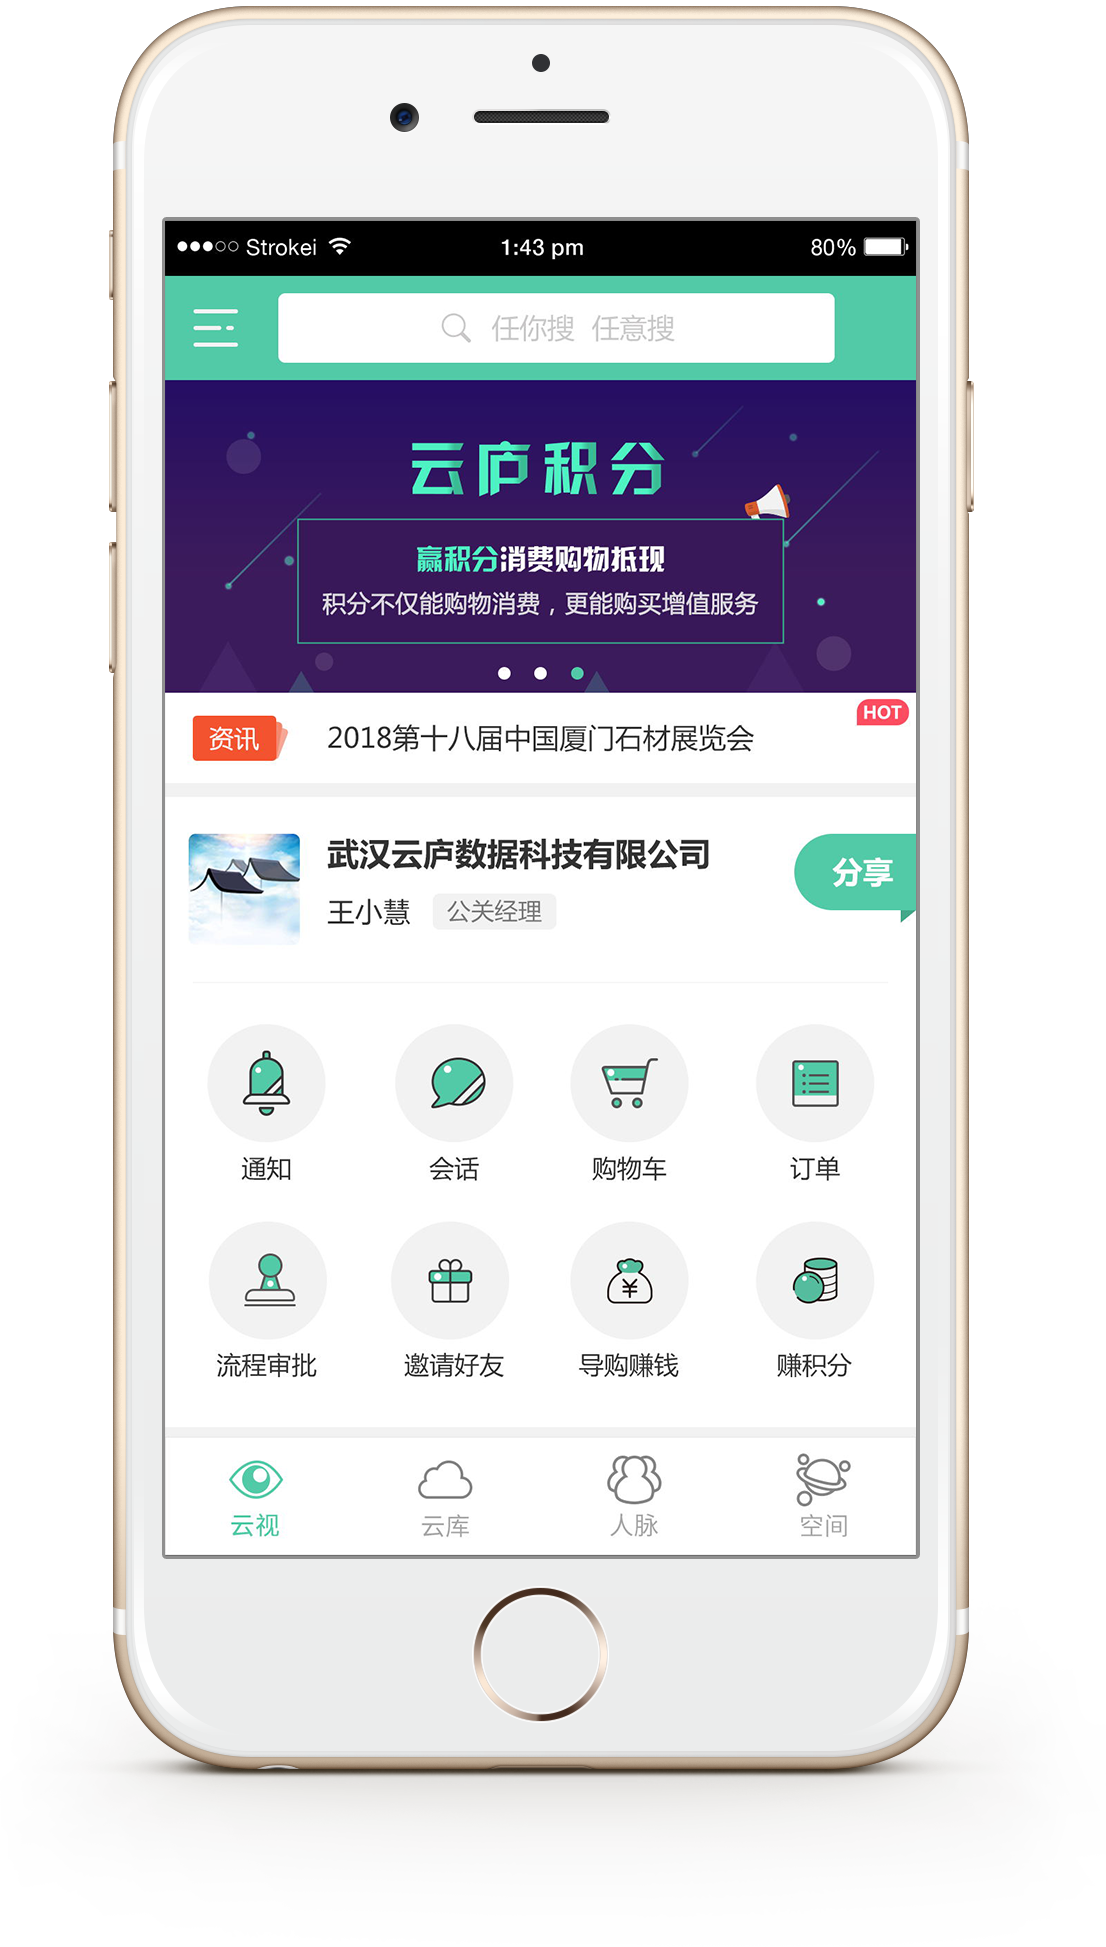 Strokei 1:43 pm 80%
任你搜 任意搜
云庐积分
赢积分消费购物抵现
积分不仅能购物消费，更能购买增值服务
HOT
资讯 2018第十八届中国厦门石材展览会
武汉云庐数据科技有限公司
分享
王小慧 公关经理
通知 会话 购物车 订单
¥
流程审批 邀请好友 导购赚钱 赚积分
云视 云库 人脉 空间